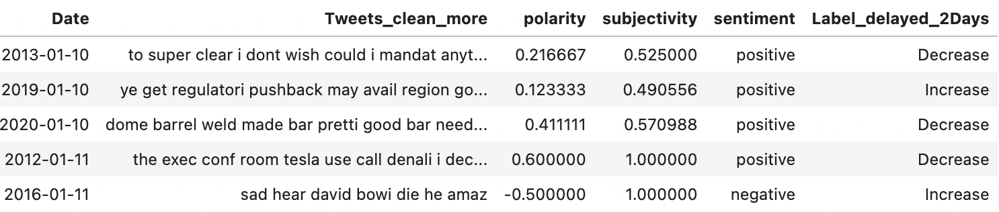 Date Tweets_clean_more polarity subjectivity sentiment Label_delayed_2Days
2013-01-10 to super clear i dont wish could i mandat anyt... 0.216667 0.525000 positive Decrease
2019-01-10 ye get regulatori pushback may avail region go... 0.123333 0.490556 positive Increase
2020-01-10 dome barrel weld made bar pretti good bar need... 0.411111 0.570988 positive Decrease
2012-01-11 the exec conf room tesla use call denali i dec... 0.600000 1.000000 positive Decrease
2016-01-11 sad hear david bowi die he amaz -0.500000 1.000000 negative Increase